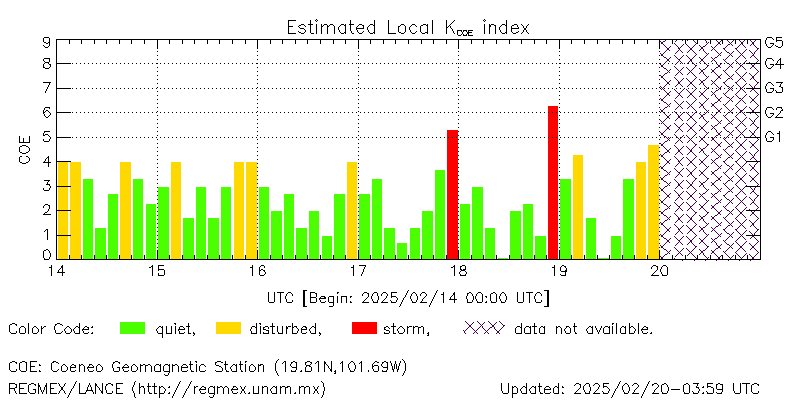 Estimated Local KCOE index
9 G5
8 G4
7 G3
6 G2
5 G1
4
3
2
1
0
COE
14 15 16 17 18 19 20
UTC [Begin: 2025/02/14 00:00 UTC]
Color Code: quiet, disturbed, storm, data not available.
COE: Coeneo Geomagnetic Station (19.81N,101.69W)
REGMEX/LANCE (http://regmex.unam.mx) Updated: 2025/02/20-03:59 UTC